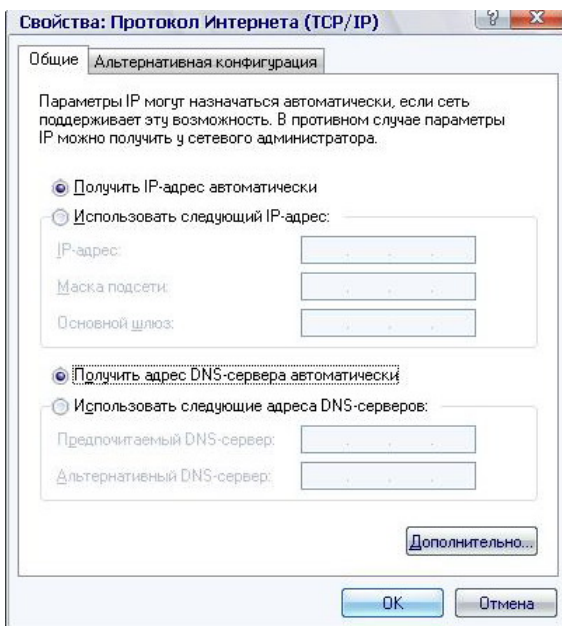 Свойства: Протокол Интернета (TCP/IP)
Общие
Альтернативная конфигурация
Параметры IP могут назначаться автоматически, если сеть
поддерживает эту возможность. В противном случае параметры
IP можно получить у сетевого администратора.
Получить IP-адрес автоматически
Использовать следующий IP-адрес:
IP-адрес:
Маска подсети:
Основной шлюз:
Получить адрес DNS-сервера автоматически
Использовать следующие адреса DNS-серверов:
Предпочитаемый DNS-сервер:
Альтернативный DNS-сервер:
Дополнительно...
OK
Отмена